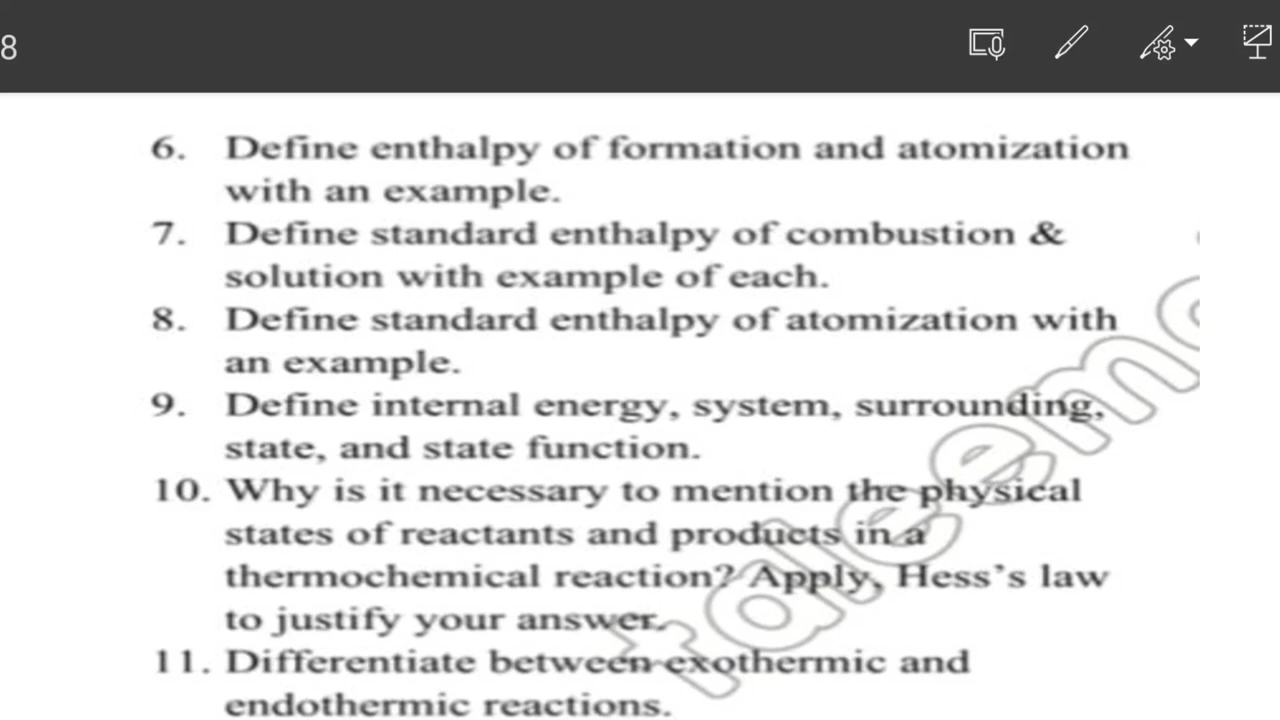 8
6. Define enthalpy of formation and atomization
with an example.
7. Define standard enthalpy of combustion &
solution with example of each.
8. Define standard enthalpy of atomization with
an example.
9. Define internal energy, system, surrounding,
state, and state function.
10. Why is it necessary to mention the physical
states of reactants and products in a
thermochemical reaction? Apply, Hess's law
to justify your answer.
11. Differentiate between exothermic and
endothermic reactions.